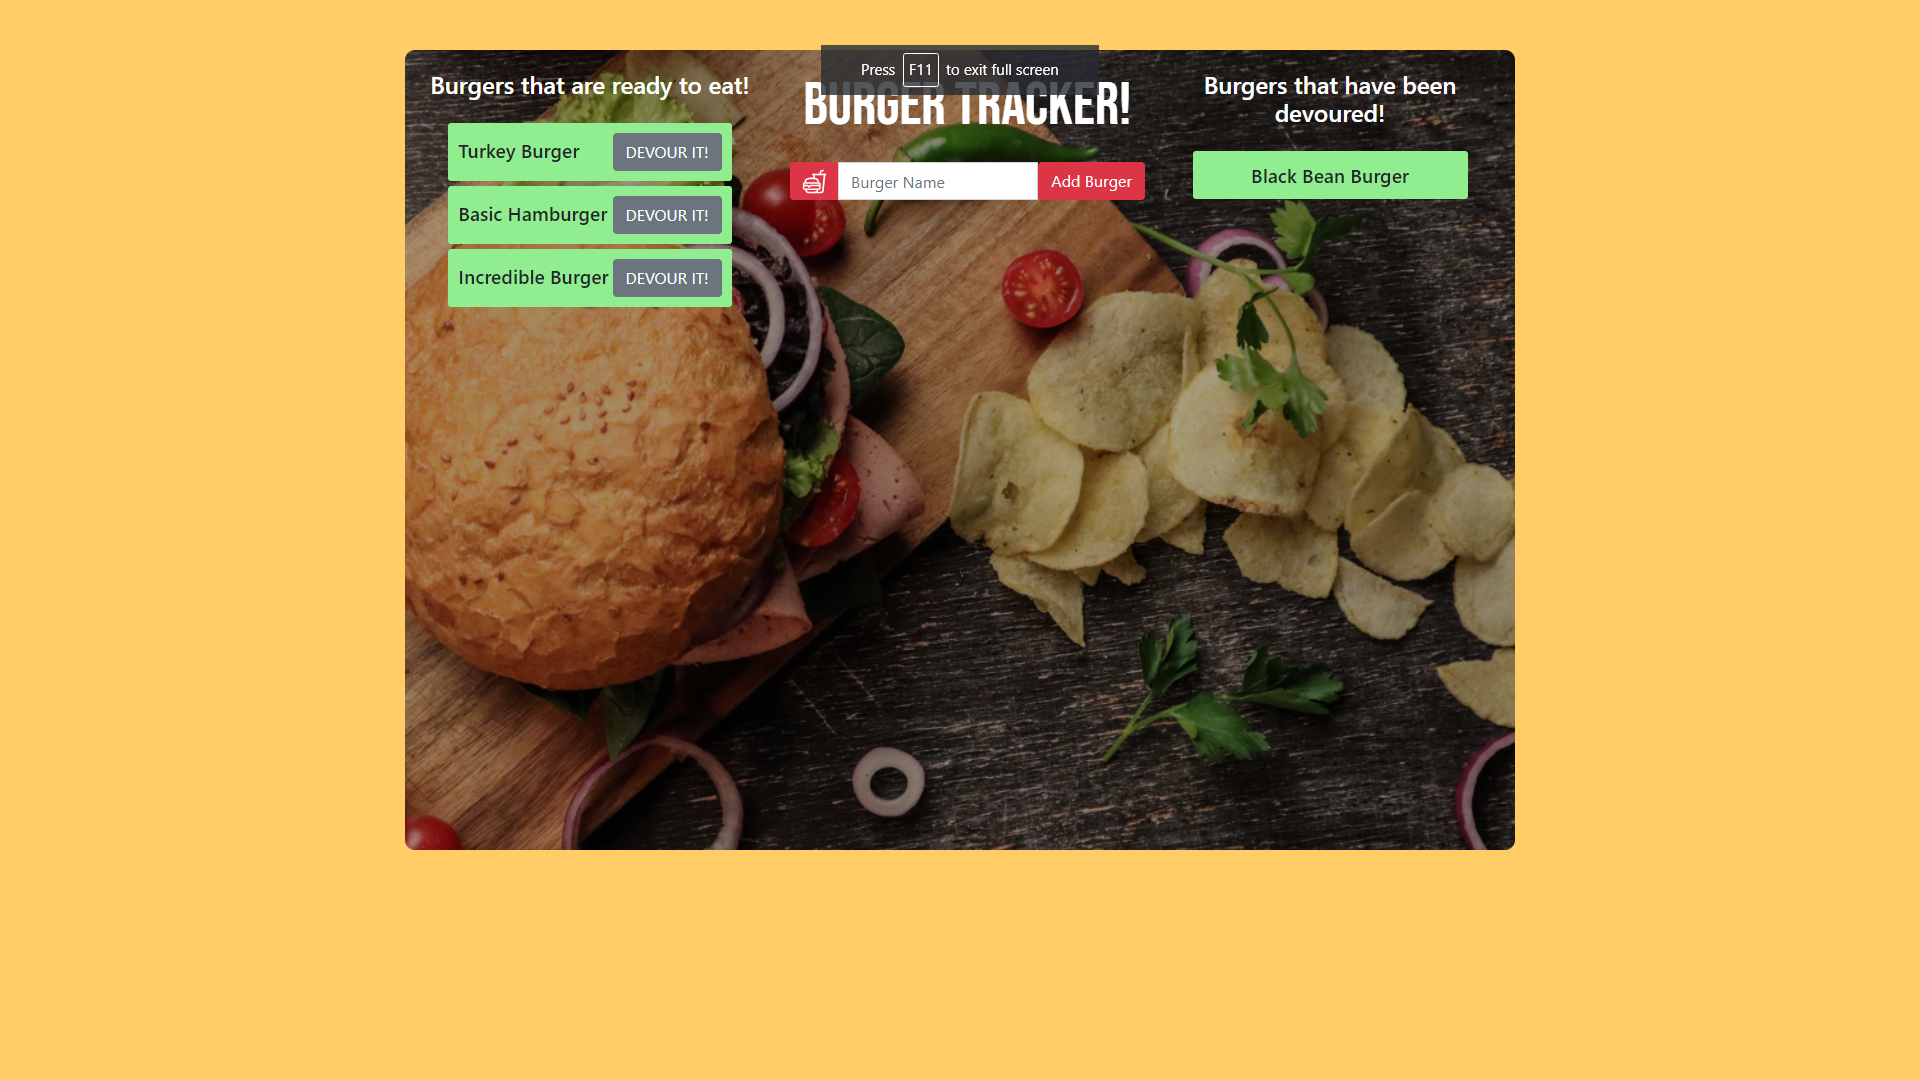 Press F11 to exit full screen
Burgers that are ready to eat!
Turkey Burger DEVOUR IT!
Basic Hamburger DEVOUR IT!
Incredible Burger DEVOUR IT!
BURGER TRACKER!
Burger Name Add Burger
Burgers that have been
devoured!
Black Bean Burger